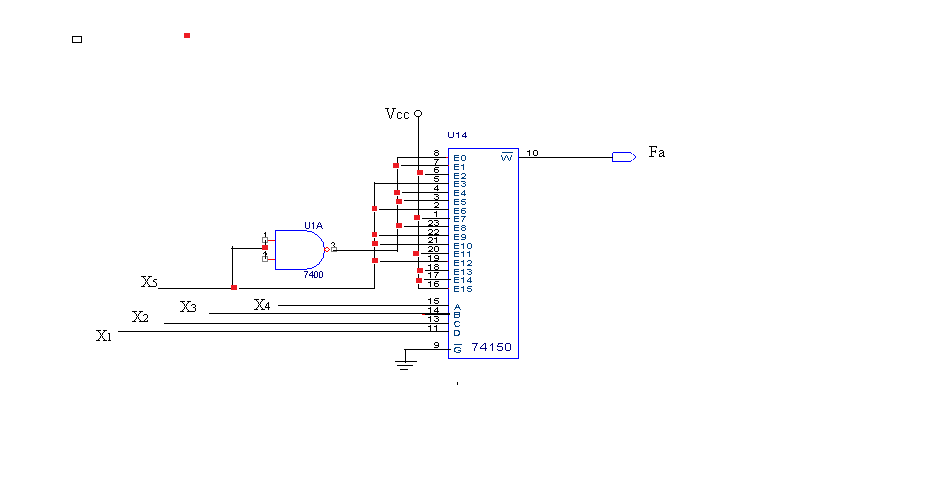 Vcc
U14
8 E0 W 10 Fa
7 E1
6 E2
5 E3
4 E4
3 E5
2 E6
1 E7
23 E8
22 E9
21 E10
20 E11
19 E12
18 E13
17 E14
16 E15
U1A
1
3
7400
X5
X4 15 A
X3 14 B
X2 13 C
X1 11 D
9 G 74150